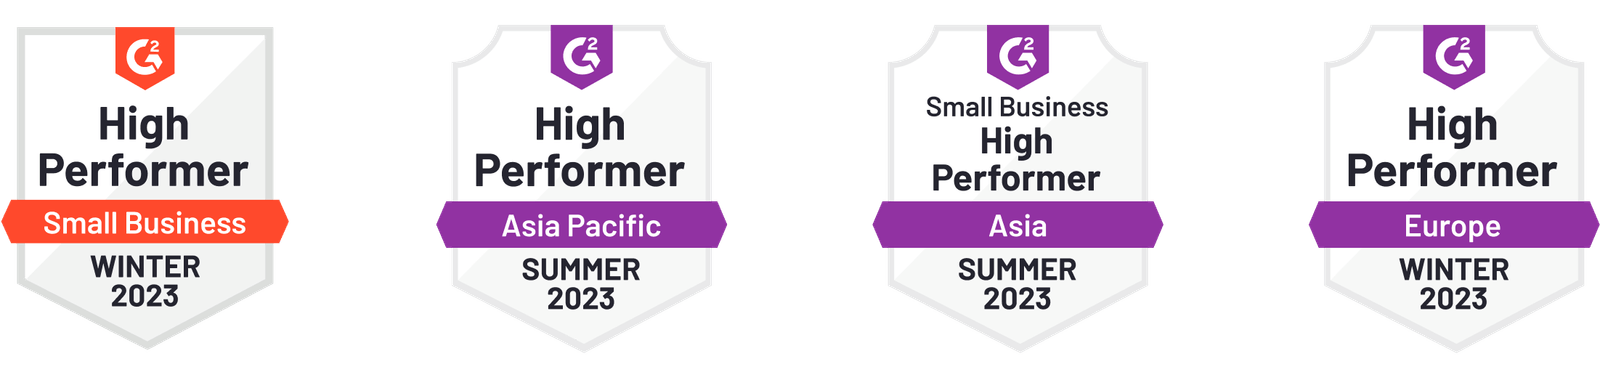 G2
High
Performer
Small Business
WINTER
2023
G2
High
Performer
Asia Pacific
SUMMER
2023
G2
Small Business
High
Performer
Asia
SUMMER
2023
G2
High
Performer
Europe
WINTER
2023